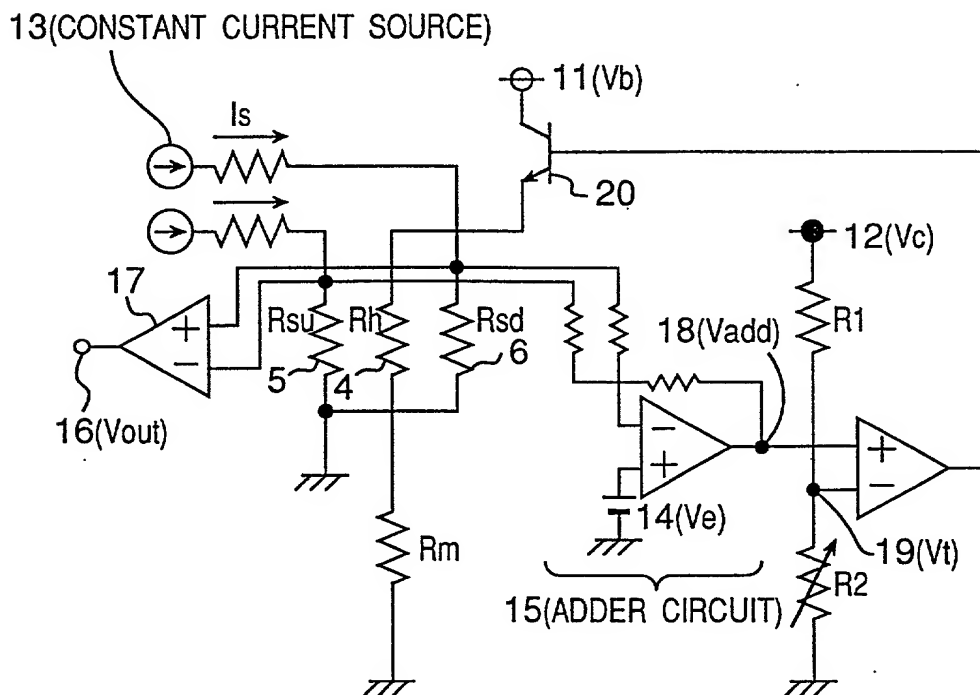 13(CONSTANT CURRENT SOURCE)
11(Vb)
Is
20
12(Vc)
17
+
−
Rsu
Rh
Rsd
5
4
6
18(Vadd)
R1
16(Vout)
−
+
+
−
14(Ve)
19(Vt)
Rm
R2
15(ADDER CIRCUIT)